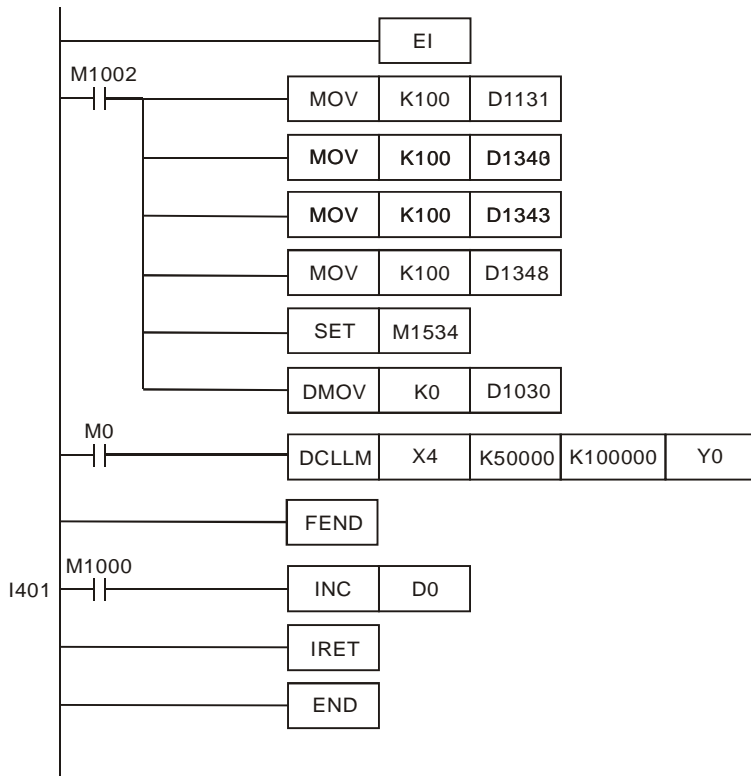 EI
M1002
MOV K100 D1131
MOV K100 D1340
MOV K100 D1343
MOV K100 D1348
SET M1534
DMOV K0 D1030
M0
DCLLM X4 K50000 K100000 Y0
FEND
M1000
I401 INC D0
IRET
END